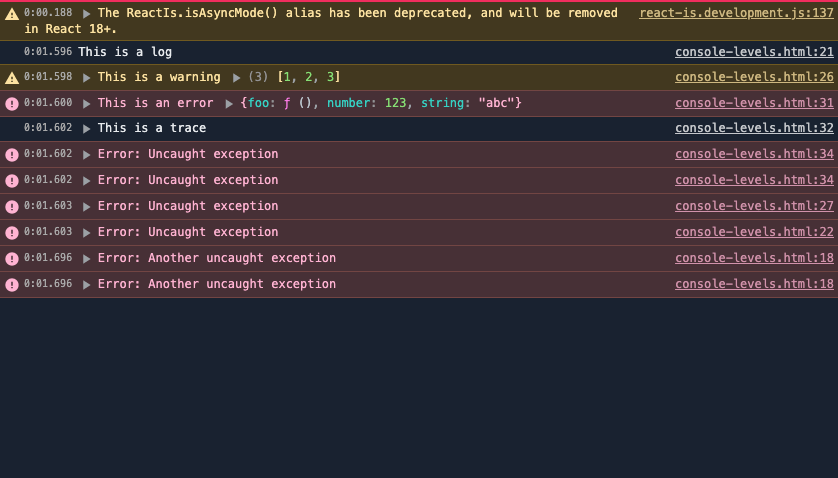 0:00.188 ▶ The ReactIs.isAsyncMode() alias has been deprecated, and will be removed react-is.development.js:137
in React 18+.
0:01.596 This is a log console-levels.html:21
0:01.598 ▶ This is a warning ▶ (3) [1, 2, 3] console-levels.html:26
0:01.600 ▶ This is an error ▶ {foo: ƒ (), number: 123, string: "abc"} console-levels.html:31
0:01.602 ▶ This is a trace console-levels.html:32
0:01.602 ▶ Error: Uncaught exception console-levels.html:34
0:01.602 ▶ Error: Uncaught exception console-levels.html:34
0:01.603 ▶ Error: Uncaught exception console-levels.html:27
0:01.603 ▶ Error: Uncaught exception console-levels.html:22
0:01.696 ▶ Error: Another uncaught exception console-levels.html:18
0:01.696 ▶ Error: Another uncaught exception console-levels.html:18